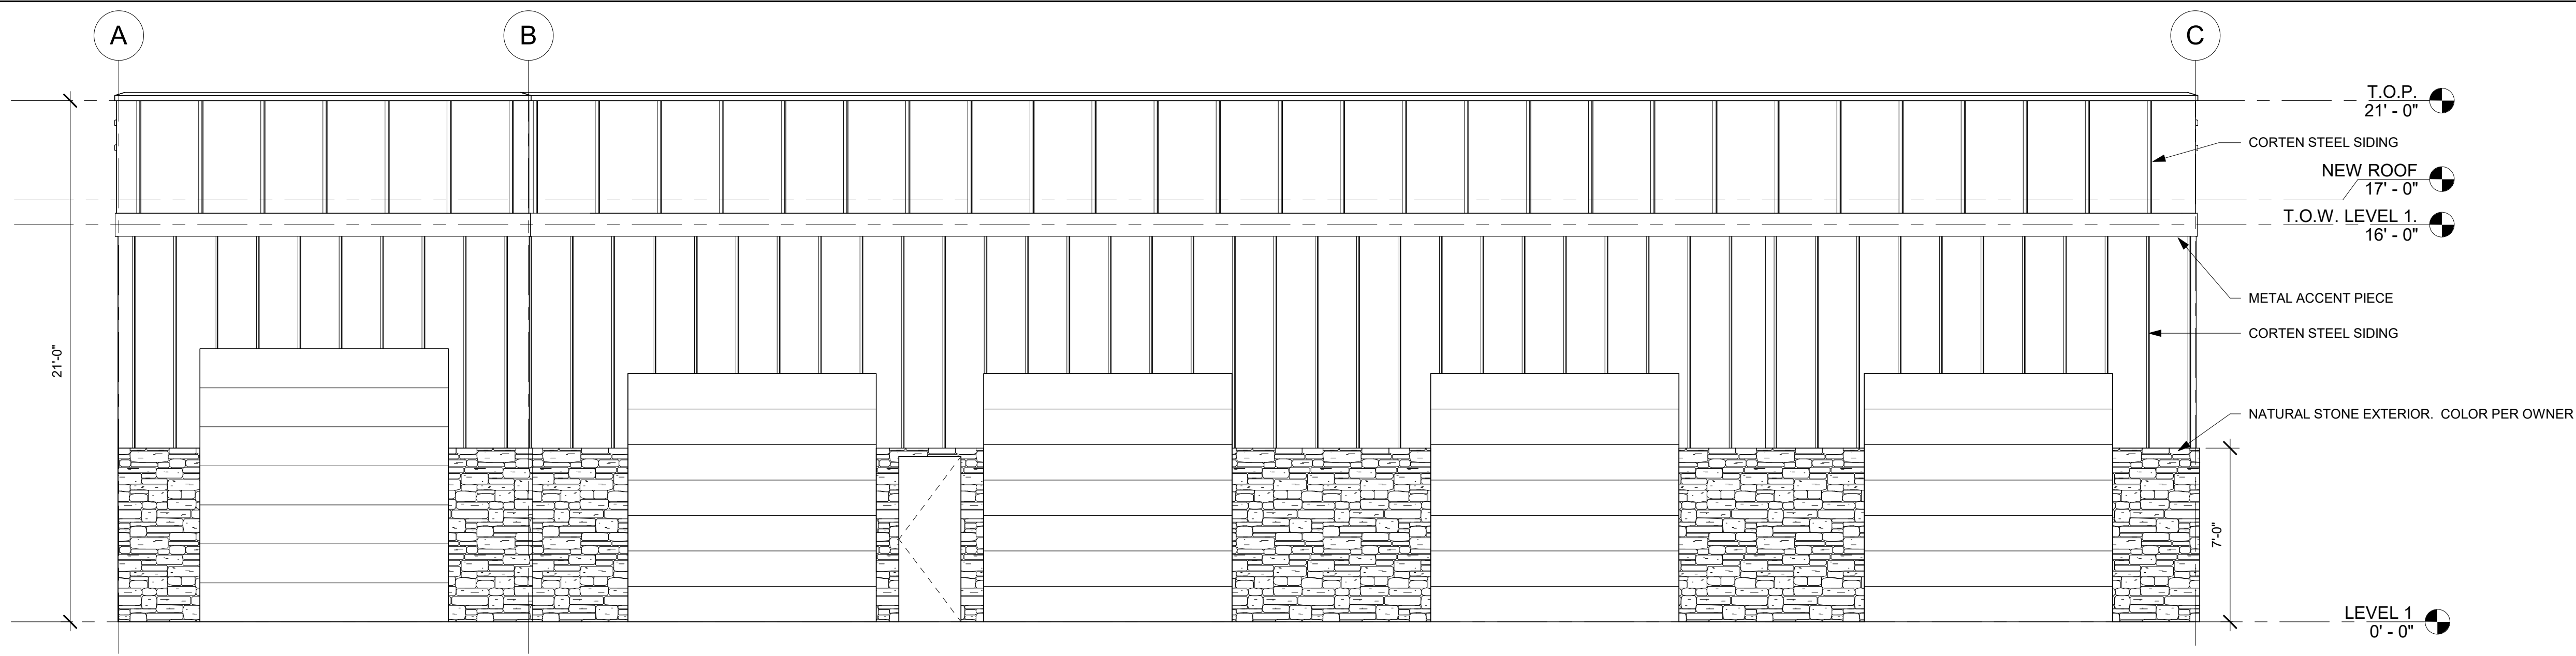 A
B
C
T.O.P.
21' - 0"
CORTEN STEEL SIDING
NEW ROOF
17' - 0"
T.O.W. LEVEL 1.
16' - 0"
METAL ACCENT PIECE
CORTEN STEEL SIDING
21'-0"
NATURAL STONE EXTERIOR. COLOR PER OWNER
7'-0"
LEVEL 1
0' - 0"